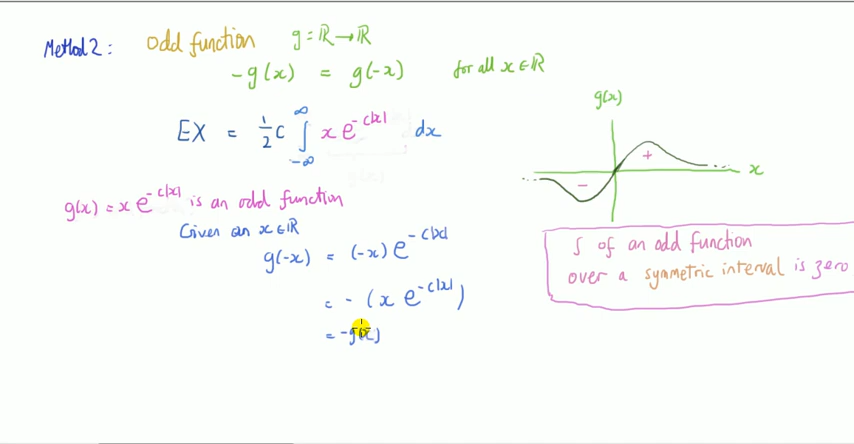 Method 2: odd function g: ℝ → ℝ
-g(x) = g(-x) for all x ∈ ℝ
EX = 1/2 c ∫_{-∞}^{∞} x e^{-c|x|} dx
g(x) = x e^{-c|x|} is an odd function
Given an x ∈ ℝ
g(-x) = (-x) e^{-c|x|}
= - (x e^{-c|x|})
= -g(x)
g(x)
+
-
x
∫ of an odd function
over a symmetric interval is zero